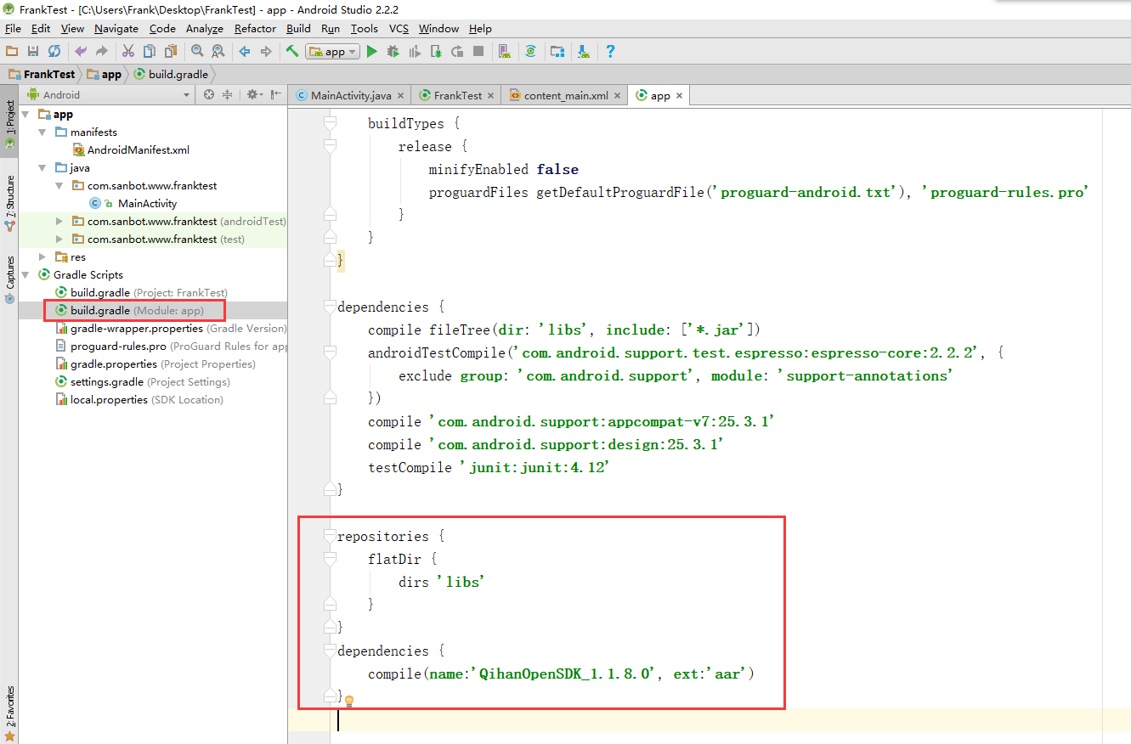 FrankTest - [C:\Users\Frank\Desktop\FrankTest] - app - Android Studio 2.2.2
File Edit View Navigate Code Analyze Refactor Build Run Tools VCS Window Help
app
FrankTest app build.gradle
Android
MainActivity.java FrankTest content_main.xml app
1: Project
7: Structure
Captures
2: Favorites
app
manifests
AndroidManifest.xml
java
com.sanbot.www.franktest
MainActivity
com.sanbot.www.franktest (androidTest)
com.sanbot.www.franktest (test)
res
Gradle Scripts
build.gradle (Project: FrankTest)
build.gradle (Module: app)
gradle-wrapper.properties (Gradle Version)
proguard-rules.pro (ProGuard Rules for app
gradle.properties (Project Properties)
settings.gradle (Project Settings)
local.properties (SDK Location)
buildTypes {
release {
minifyEnabled false
proguardFiles getDefaultProguardFile('proguard-android.txt'), 'proguard-rules.pro'
}
}
}
dependencies {
compile fileTree(dir: 'libs', include: ['*.jar'])
androidTestCompile('com.android.support.test.espresso:espresso-core:2.2.2', {
exclude group: 'com.android.support', module: 'support-annotations'
})
compile 'com.android.support:appcompat-v7:25.3.1'
compile 'com.android.support:design:25.3.1'
testCompile 'junit:junit:4.12'
}
repositories {
flatDir {
dirs 'libs'
}
}
dependencies {
compile(name:'QihanOpenSDK_1.1.8.0', ext:'aar')
}